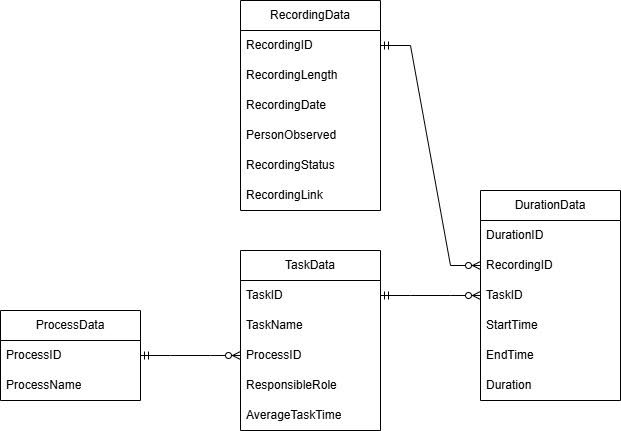 RecordingData
RecordingID
RecordingLength
RecordingDate
PersonObserved
RecordingStatus
RecordingLink
DurationData
DurationID
RecordingID
TaskID
StartTime
EndTime
Duration
TaskData
TaskID
TaskName
ProcessID
ResponsibleRole
AverageTaskTime
ProcessData
ProcessID
ProcessName